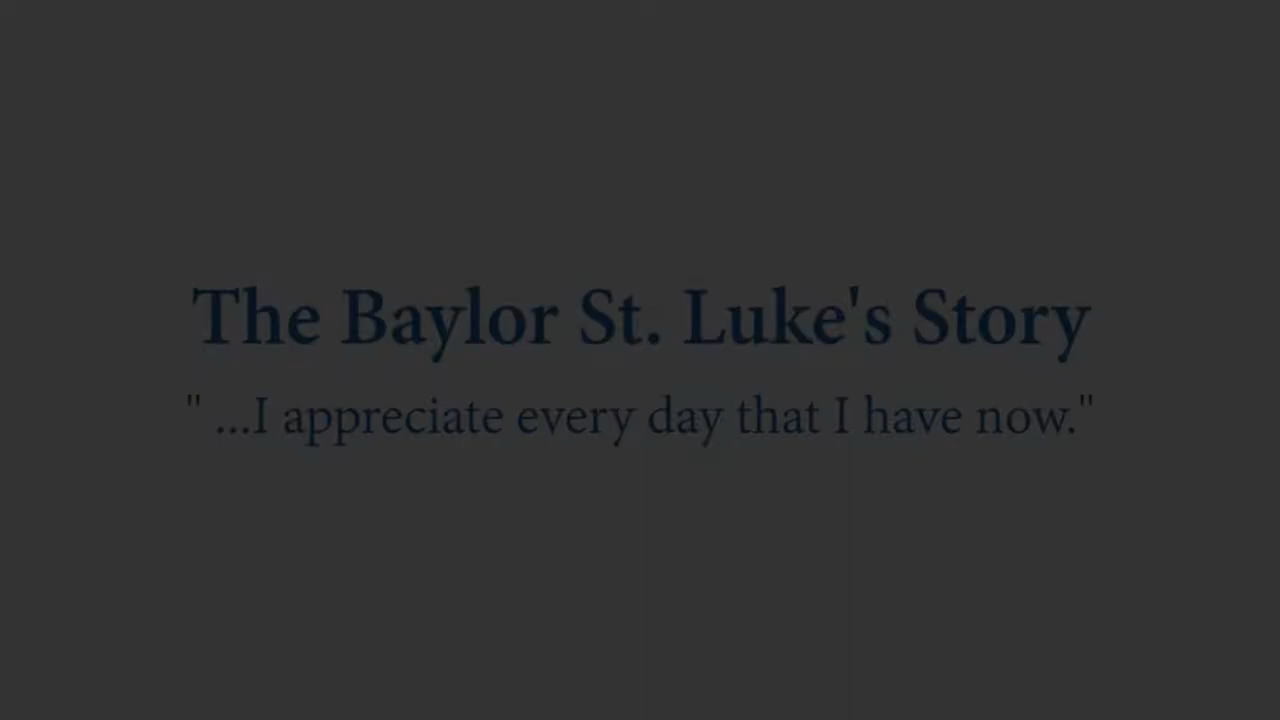 The Baylor St. Luke's Story
" ...I appreciate every day that I have now."